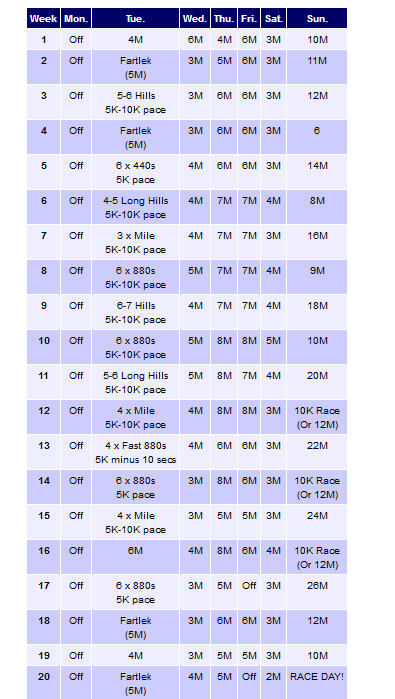 Week Mon. Tue. Wed. Thu. Fri. Sat. Sun.
1 Off 4M 6M 4M 6M 3M 10M
2 Off Fartlek 3M 5M 6M 3M 11M
(5M)
3 Off 5-6 Hills 3M 6M 6M 3M 12M
5K-10K pace
4 Off Fartlek 3M 6M 6M 3M 6
(5M)
5 Off 6 x 440s 4M 6M 6M 3M 14M
5K pace
6 Off 4-5 Long Hills 4M 7M 7M 4M 8M
5K-10K pace
7 Off 3 x Mile 4M 7M 7M 3M 16M
5K-10K pace
8 Off 6 x 880s 5M 7M 7M 4M 9M
5K-10K pace
9 Off 6-7 Hills 4M 7M 7M 4M 18M
5K-10K pace
10 Off 6 x 880s 5M 8M 8M 5M 10M
5K-10K pace
11 Off 5-6 Long Hills 5M 8M 7M 4M 20M
5K-10K pace
12 Off 4 x Mile 4M 8M 8M 3M 10K Race
5K-10K pace (Or 12M)
13 Off 4 x Fast 880s 4M 6M 6M 3M 22M
5K minus 10 secs
14 Off 6 x 880s 3M 8M 6M 3M 10K Race
5K pace (Or 12M)
15 Off 4 x Mile 3M 5M 5M 3M 24M
5K-10K pace
16 Off 6M 4M 8M 6M 4M 10K Race
(Or 12M)
17 Off 6 x 880s 3M 5M Off 3M 26M
5K pace
18 Off Fartlek 3M 6M 6M 3M 12M
(5M)
19 Off 4M 3M 5M 5M 3M 10M
20 Off Fartlek 4M 5M Off 2M RACE DAY!
(5M)